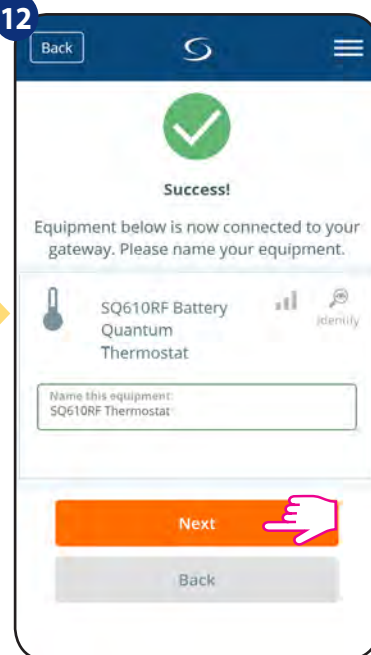 12
Back
Success!
Equipment below is now connected to your
gateway. Please name your equipment.
SQ610RF Battery
Quantum
Thermostat
Identify
Name this equipment:
SQ610RF Thermostat
Next
Back